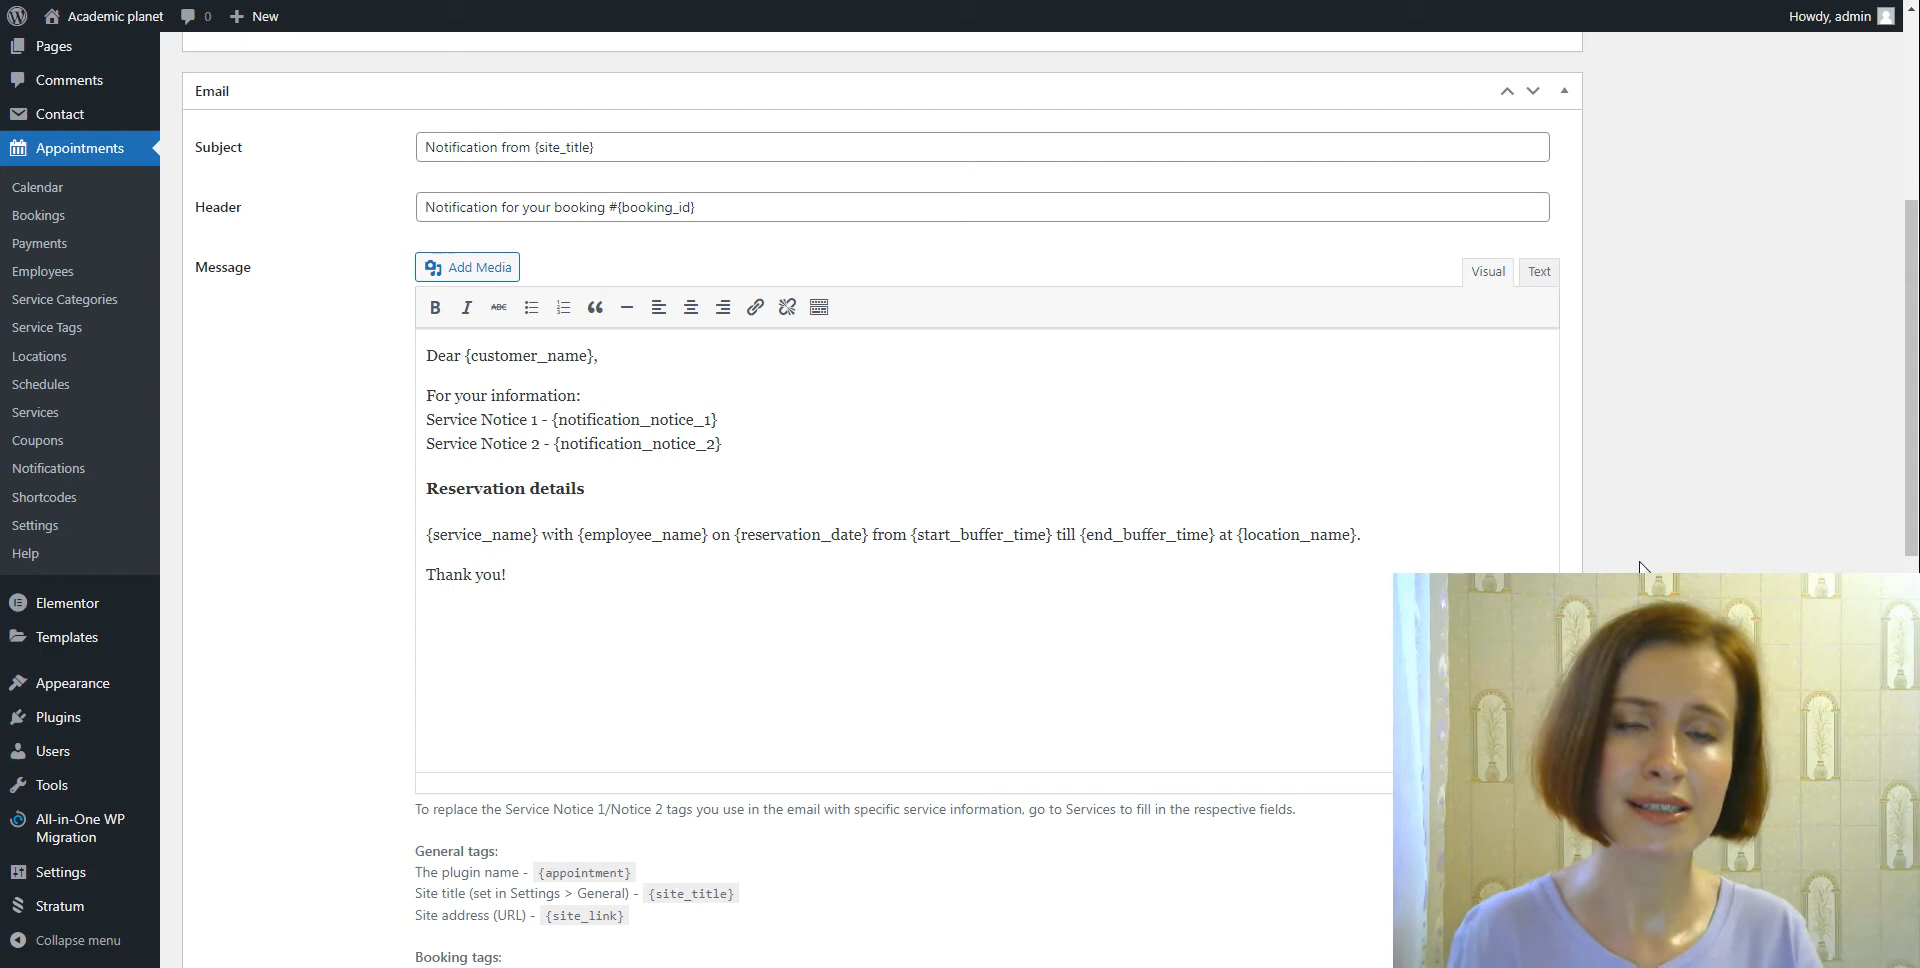 Academic planet 0 New Howdy, admin
Pages
Comments
Contact
Appointments
Calendar
Bookings
Payments
Employees
Service Categories
Service Tags
Locations
Schedules
Services
Coupons
Notifications
Shortcodes
Settings
Help
Elementor
Templates
Appearance
Plugins
Users
Tools
All-in-One WP
Migration
Settings
Stratum
Collapse menu
Email
Subject
Notification from {site_title}
Header
Notification for your booking #{booking_id}
Message
Add Media
Visual Text
B I ABC
Dear {customer_name},
For your information:
Service Notice 1 - {notification_notice_1}
Service Notice 2 - {notification_notice_2}
Reservation details
{service_name} with {employee_name} on {reservation_date} from {start_buffer_time} till {end_buffer_time} at {location_name}.
Thank you!
To replace the Service Notice 1/Notice 2 tags you use in the email with specific service information, go to Services to fill in the respective fields.
General tags:
The plugin name - {appointment}
Site title (set in Settings > General) - {site_title}
Site address (URL) - {site_link}
Booking tags: